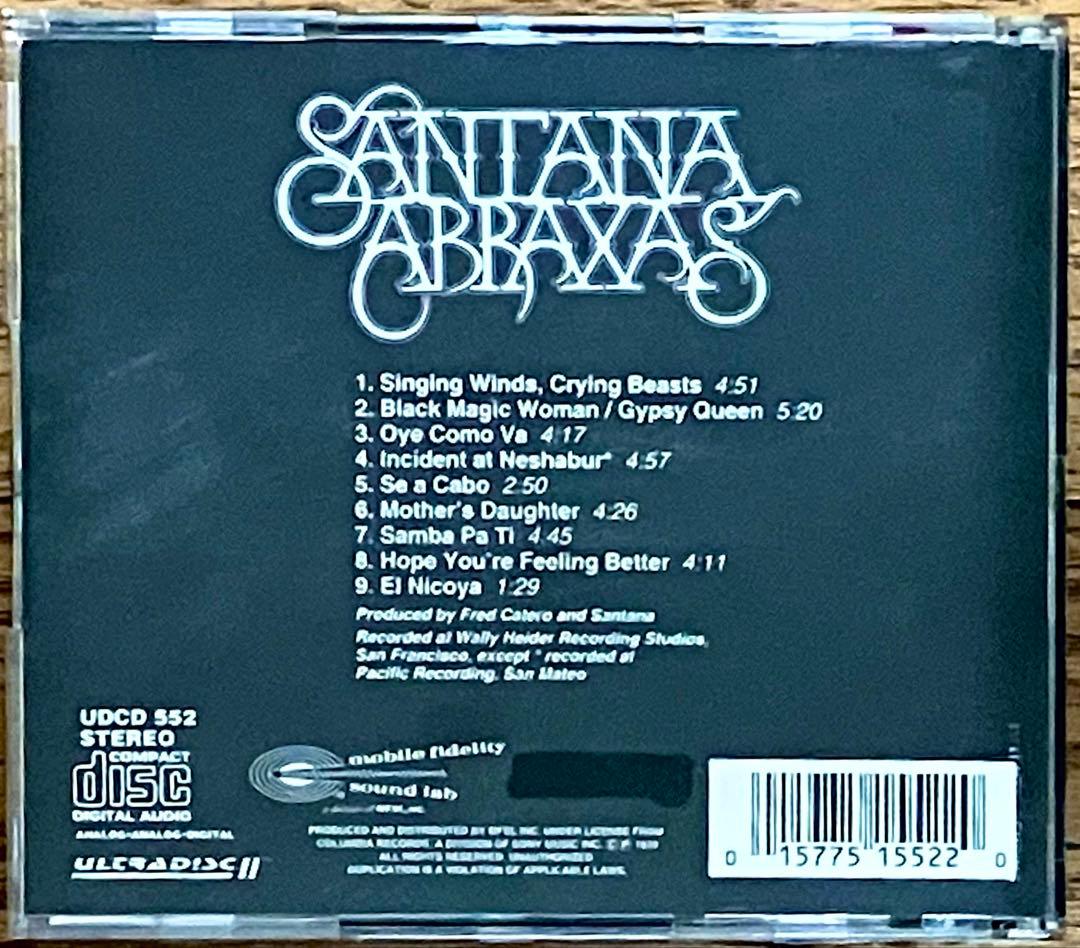 SANTANA
ABRAXAS
1. Singing Winds, Crying Beasts 4:51
2. Black Magic Woman / Gypsy Queen 5:20
3. Oye Como Va 4:17
4. Incident at Neshabur* 4:57
5. Se a Cabo 2:50
6. Mother's Daughter 4:26
7. Samba Pa Ti 4:45
8. Hope You're Feeling Better 4:11
9. El Nicoya 1:29
Produced by Fred Catero and Santana
Recorded at Wally Heider Recording Studios,
San Francisco, except * recorded at
Pacific Recording, San Mateo
UDCD 552
STEREO
COMPACT
disc
DIGITAL AUDIO
ANALOG-ANALOG-DIGITAL
ULTRADISC II
mobile fidelity
sound lab
PRODUCED AND DISTRIBUTED BY MFSL INC. UNDER LICENSE FROM
COLUMBIA RECORDS, A DIVISION OF SONY MUSIC INC. © ℗ 1970
ALL RIGHTS RESERVED. UNAUTHORIZED
DUPLICATION IS A VIOLATION OF APPLICABLE LAWS.
0 15775 15522 0